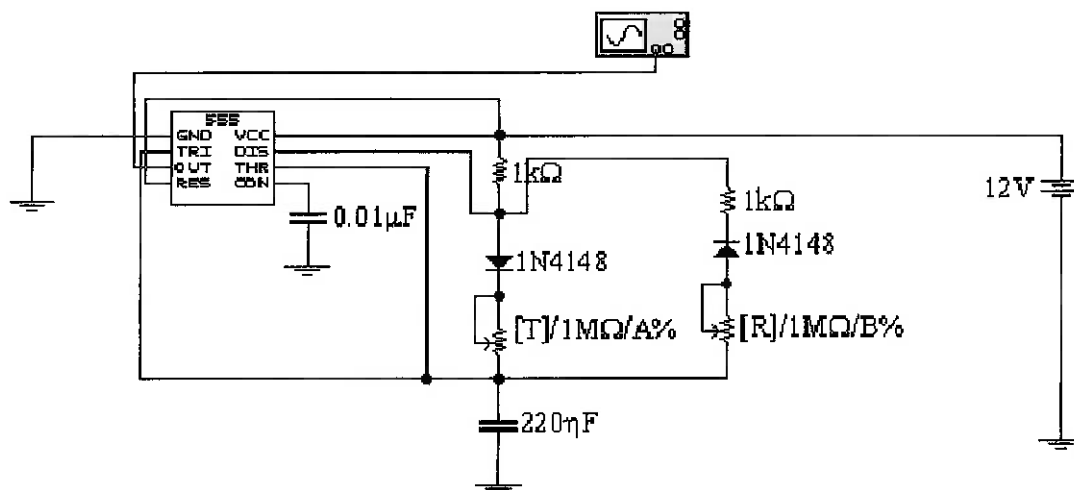 555
GND VCC
TRI DIS
OUT THR
RES CON
1kΩ
1kΩ
12V
0.01µF
1N4148
1N4148
[T]/1MΩ/A%
[R]/1MΩ/B%
220ηF